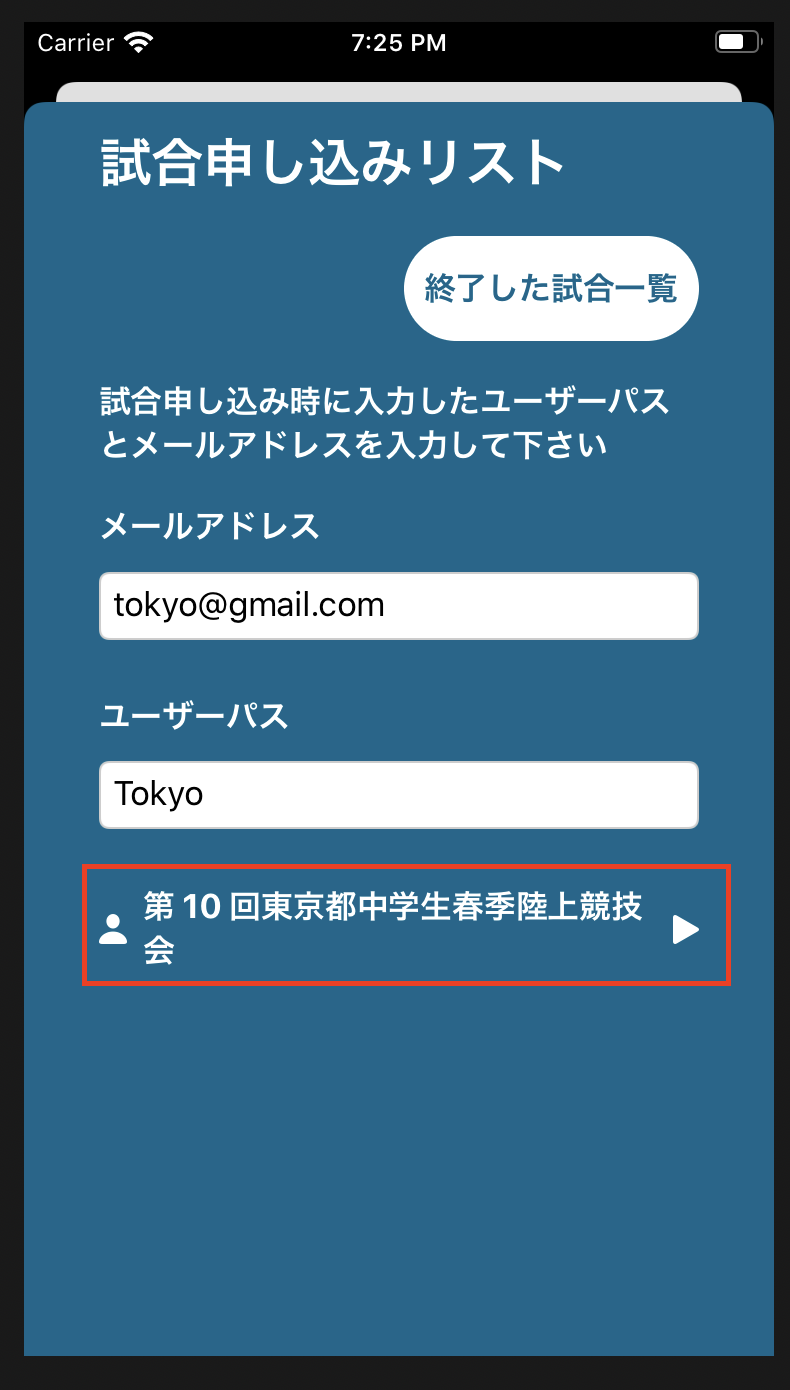 Carrier 7:25 PM
試合申し込みリスト
終了した試合一覧
試合申し込み時に入力したユーザーパス
とメールアドレスを入力して下さい
メールアドレス
tokyo@gmail.com
ユーザーパス
Tokyo
第 10 回東京都中学生春季陸上競技
会